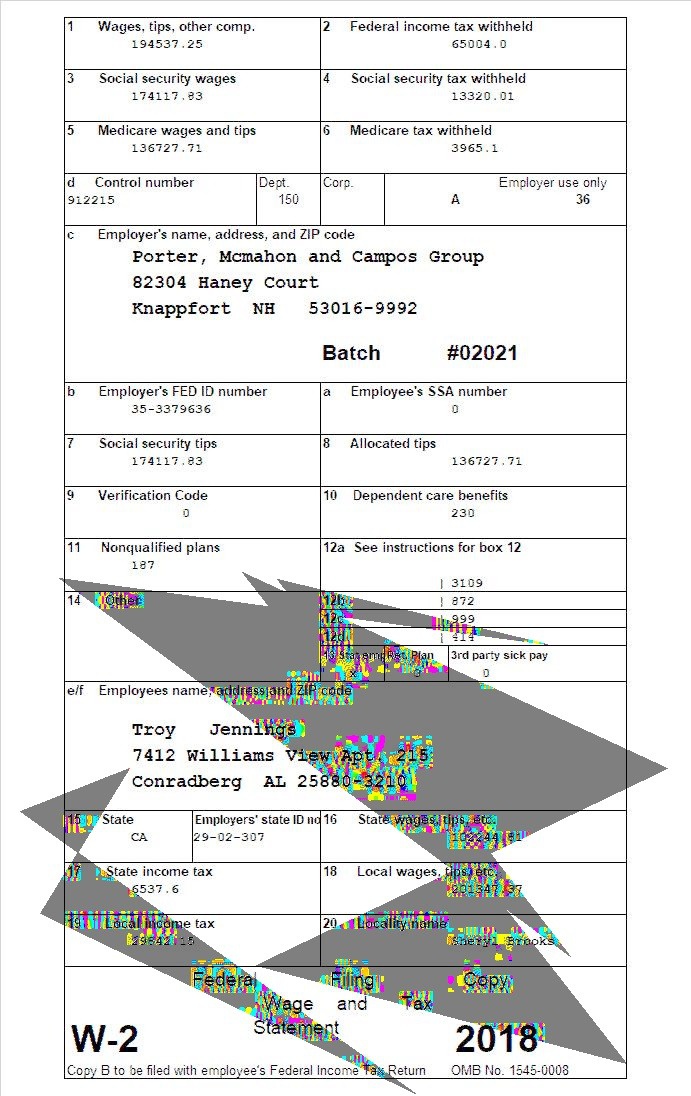 1 Wages, tips, other comp. 2 Federal income tax withheld
194537.25 65004.0
3 Social security wages 4 Social security tax withheld
174117.83 13320.01
5 Medicare wages and tips 6 Medicare tax withheld
136727.71 3965.1
d Control number Dept. Corp. Employer use only
912215 150 A 36
c Employer's name, address, and ZIP code
Porter, Mcmahon and Campos Group
82304 Haney Court
Knappfort NH 53016-9992
Batch #02021
b Employer's FED ID number a Employee's SSA number
35-3379636 0
7 Social security tips 8 Allocated tips
174117.83 136727.71
9 Verification Code 10 Dependent care benefits
0 230
11 Nonqualified plans 12a See instructions for box 12
187
3109
14 Other 12b 872
12c 999
12d 414
13 Stat emp Ret. Plan 3rd party sick pay
0
e/f Employees name, address and ZIP code
Troy Jennings
7412 Williams View Apt. 215
Conradberg AL 25880-3210
15 State Employers' state ID no 16 State wages, tips, etc.
CA 29-02-307
17 State income tax 18 Local wages, tips, etc.
6537.6
19 Local income tax 20 Locality name
Sheryl Brooks
Federal Filing Copy
Wage and Tax
Statement
W-2 2018
Copy B to be filed with employee's Federal Income Tax Return OMB No. 1545-0008